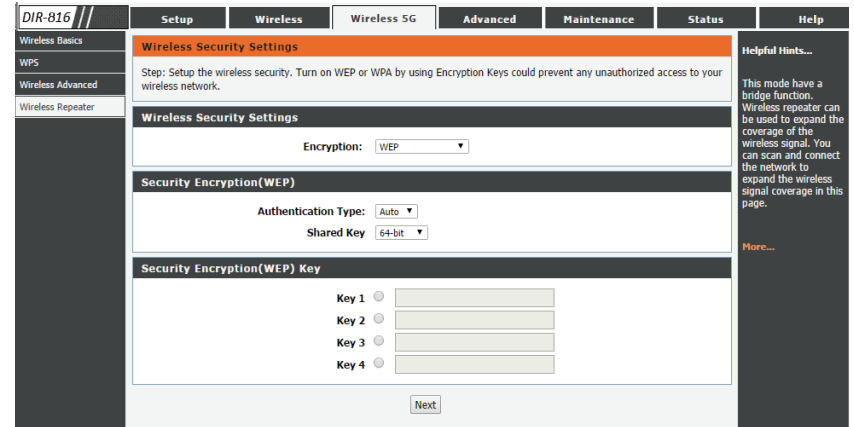 DIR-816
Setup
Wireless
Wireless 5G
Advanced
Maintenance
Status
Help
Wireless Basics
WPS
Wireless Advanced
Wireless Repeater
Wireless Security Settings
Step: Setup the wireless security. Turn on WEP or WPA by using Encryption Keys could prevent any unauthorized access to your
wireless network.
Wireless Security Settings
Encryption: WEP
Security Encryption(WEP)
Authentication Type: Auto
Shared Key 64-bit
Security Encryption(WEP) Key
Key 1
Key 2
Key 3
Key 4
Next
Helpful Hints...
This mode have a
bridge function.
Wireless repeater can
be used to expand the
coverage of the
wireless signal. You
can scan and connect
the network to
expand the wireless
signal coverage in this
page.
More...